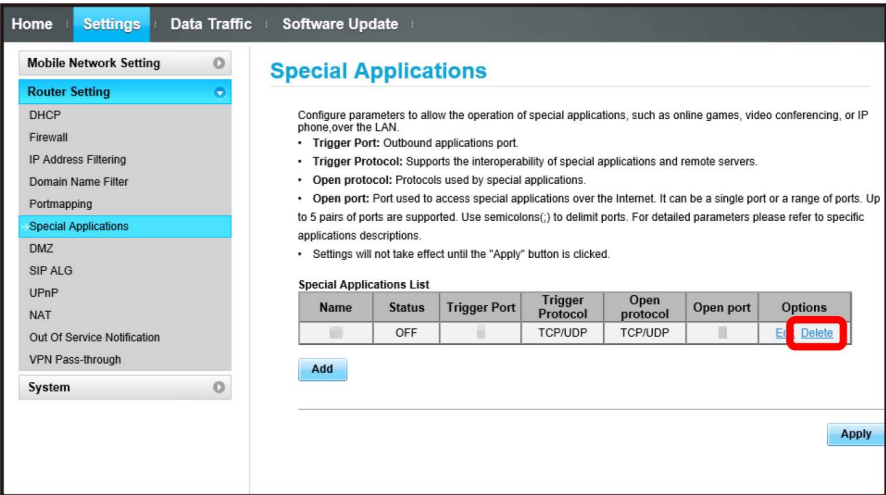 Home Settings Data Traffic Software Update
Mobile Network Setting
Router Setting
DHCP
Firewall
IP Address Filtering
Domain Name Filter
Portmapping
Special Applications
DMZ
SIP ALG
UPnP
NAT
Out Of Service Notification
VPN Pass-through
System
Special Applications
Configure parameters to allow the operation of special applications, such as online games, video conferencing, or IP
phone,over the LAN.
• Trigger Port: Outbound applications port.
• Trigger Protocol: Supports the interoperability of special applications and remote servers.
• Open protocol: Protocols used by special applications.
• Open port: Port used to access special applications over the Internet. It can be a single port or a range of ports. Up
to 5 pairs of ports are supported. Use semicolons(;) to delimit ports. For detailed parameters please refer to specific
applications descriptions.
• Settings will not take effect until the "Apply" button is clicked.
Special Applications List
Name Status Trigger Port Trigger Protocol Open protocol Open port Options
OFF TCP/UDP TCP/UDP Delete
Add
Apply